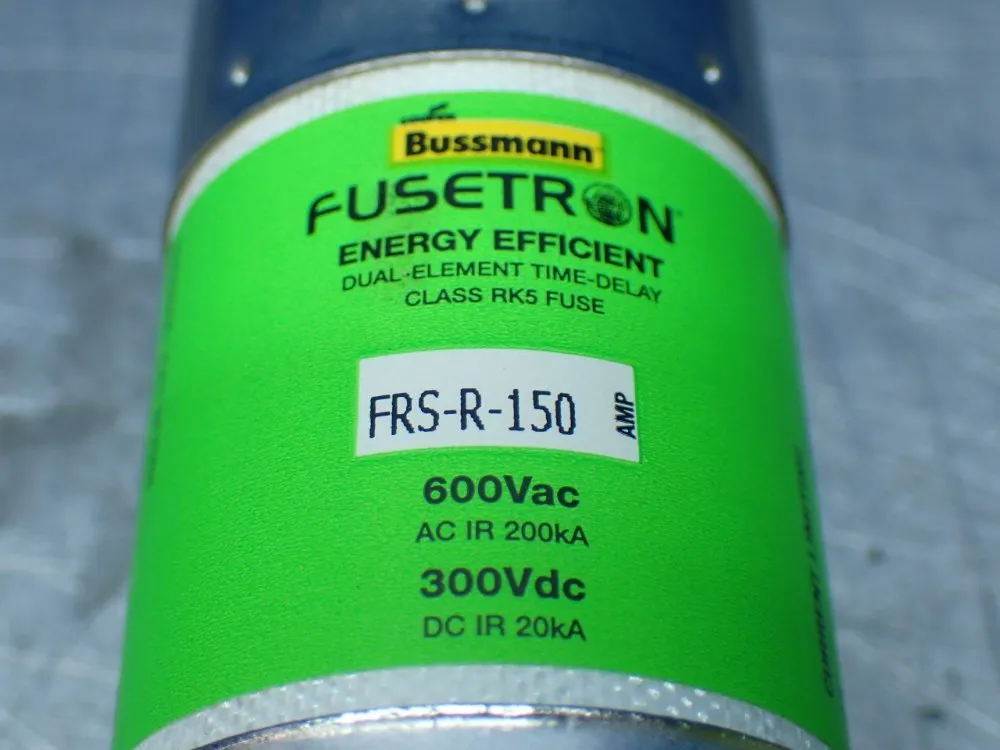 Bussmann
FUSETRON
ENERGY EFFICIENT
DUAL-ELEMENT TIME-DELAY
CLASS RK5 FUSE
FRS-R-150 AMP
600Vac
AC IR 200kA
300Vdc
DC IR 20kA